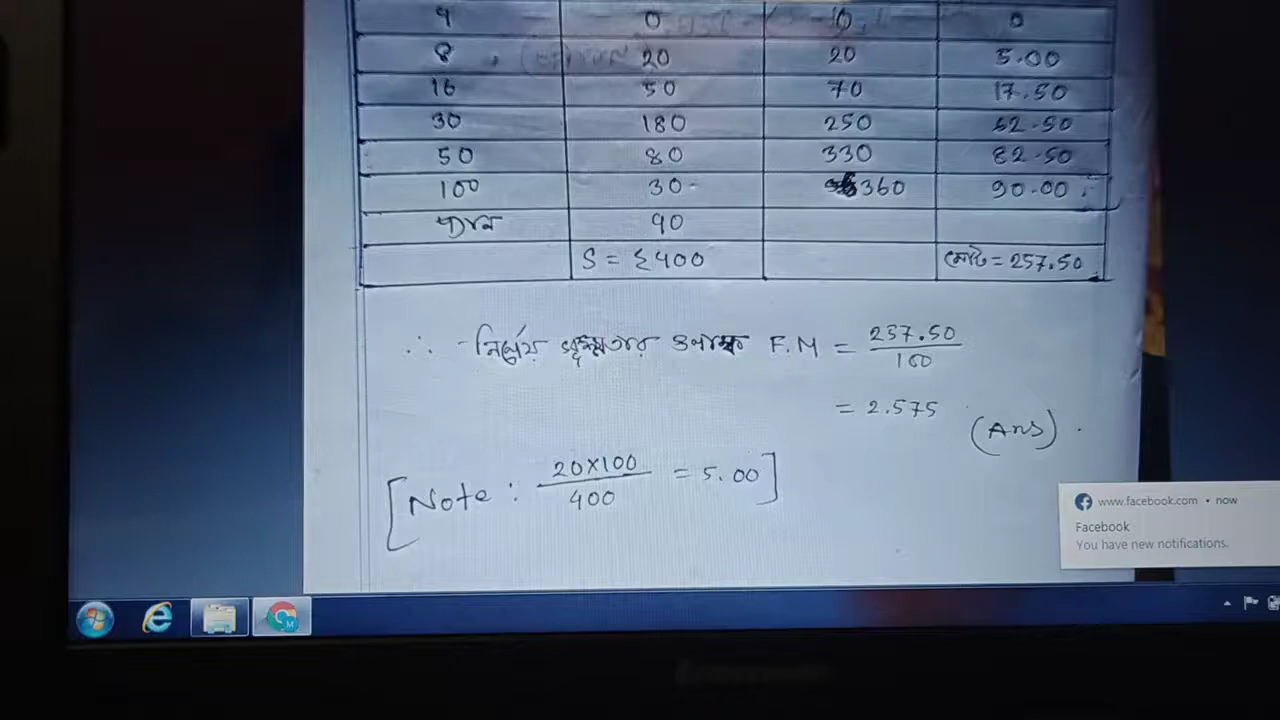 4 0 0 0
8 20 20 5.00
16 50 70 17.50
30 180 250 62.50
50 80 330 82.50
100 30 360 90.00
প্যান 40
S = Σ400 মোট = 257.50
∴ নির্ণেয় সূক্ষ্মতার গুণাঙ্ক F.M = 257.50
100
= 2.575
(Ans).
[Note: 20×100 = 5.00]
400
www.facebook.com • now
Facebook
You have new notifications.